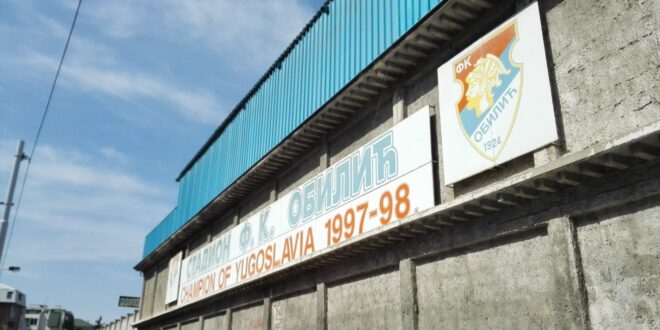 СТАДИОН Ф. К. ОБИЛИЋ
CHAMPION OF YUGOSLAVIA 1997-98
ФК
ОБИЛИЋ
1924